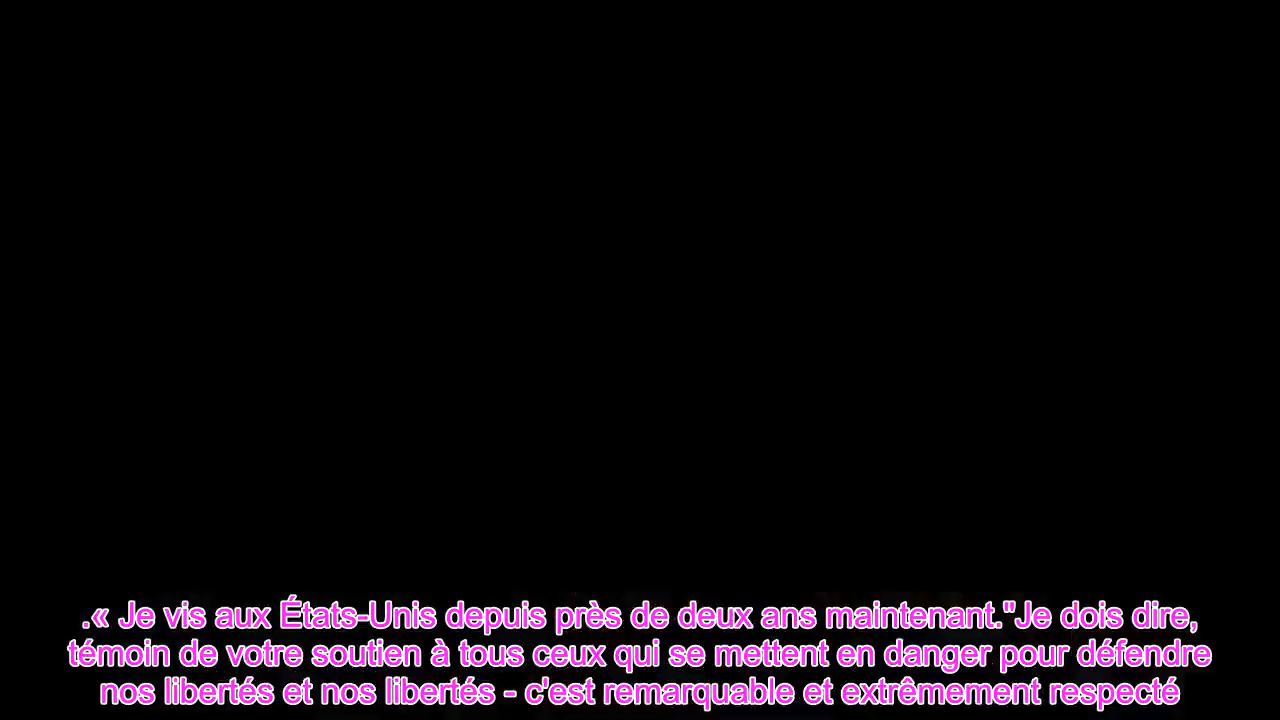 .« Je vis aux États-Unis depuis près de deux ans maintenant."Je dois dire,
témoin de votre soutien à tous ceux qui se mettent en danger pour défendre
nos libertés et nos libertés - c'est remarquable et extrêmement respecté